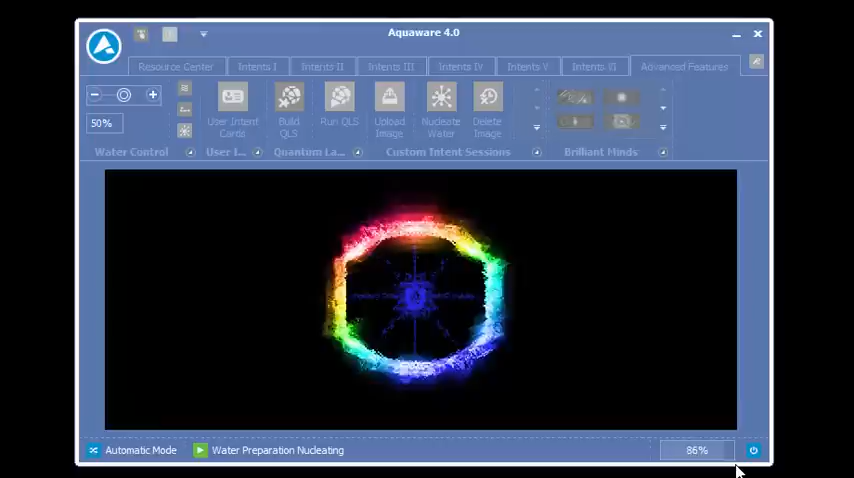 Aquaware 4.0
Resource Center
Intents I
Intents II
Intents III
Intents IV
Intents V
Intents VI
Advanced Features
50%
User Intent
Cards
Build
QLS
Run QLS
Upload
Image
Nucleate
Water
Delete
Image
Water Control
User I...
Quantum La...
Custom Intent Sessions
Brilliant Minds
Automatic Mode
Water Preparation Nucleating
86%